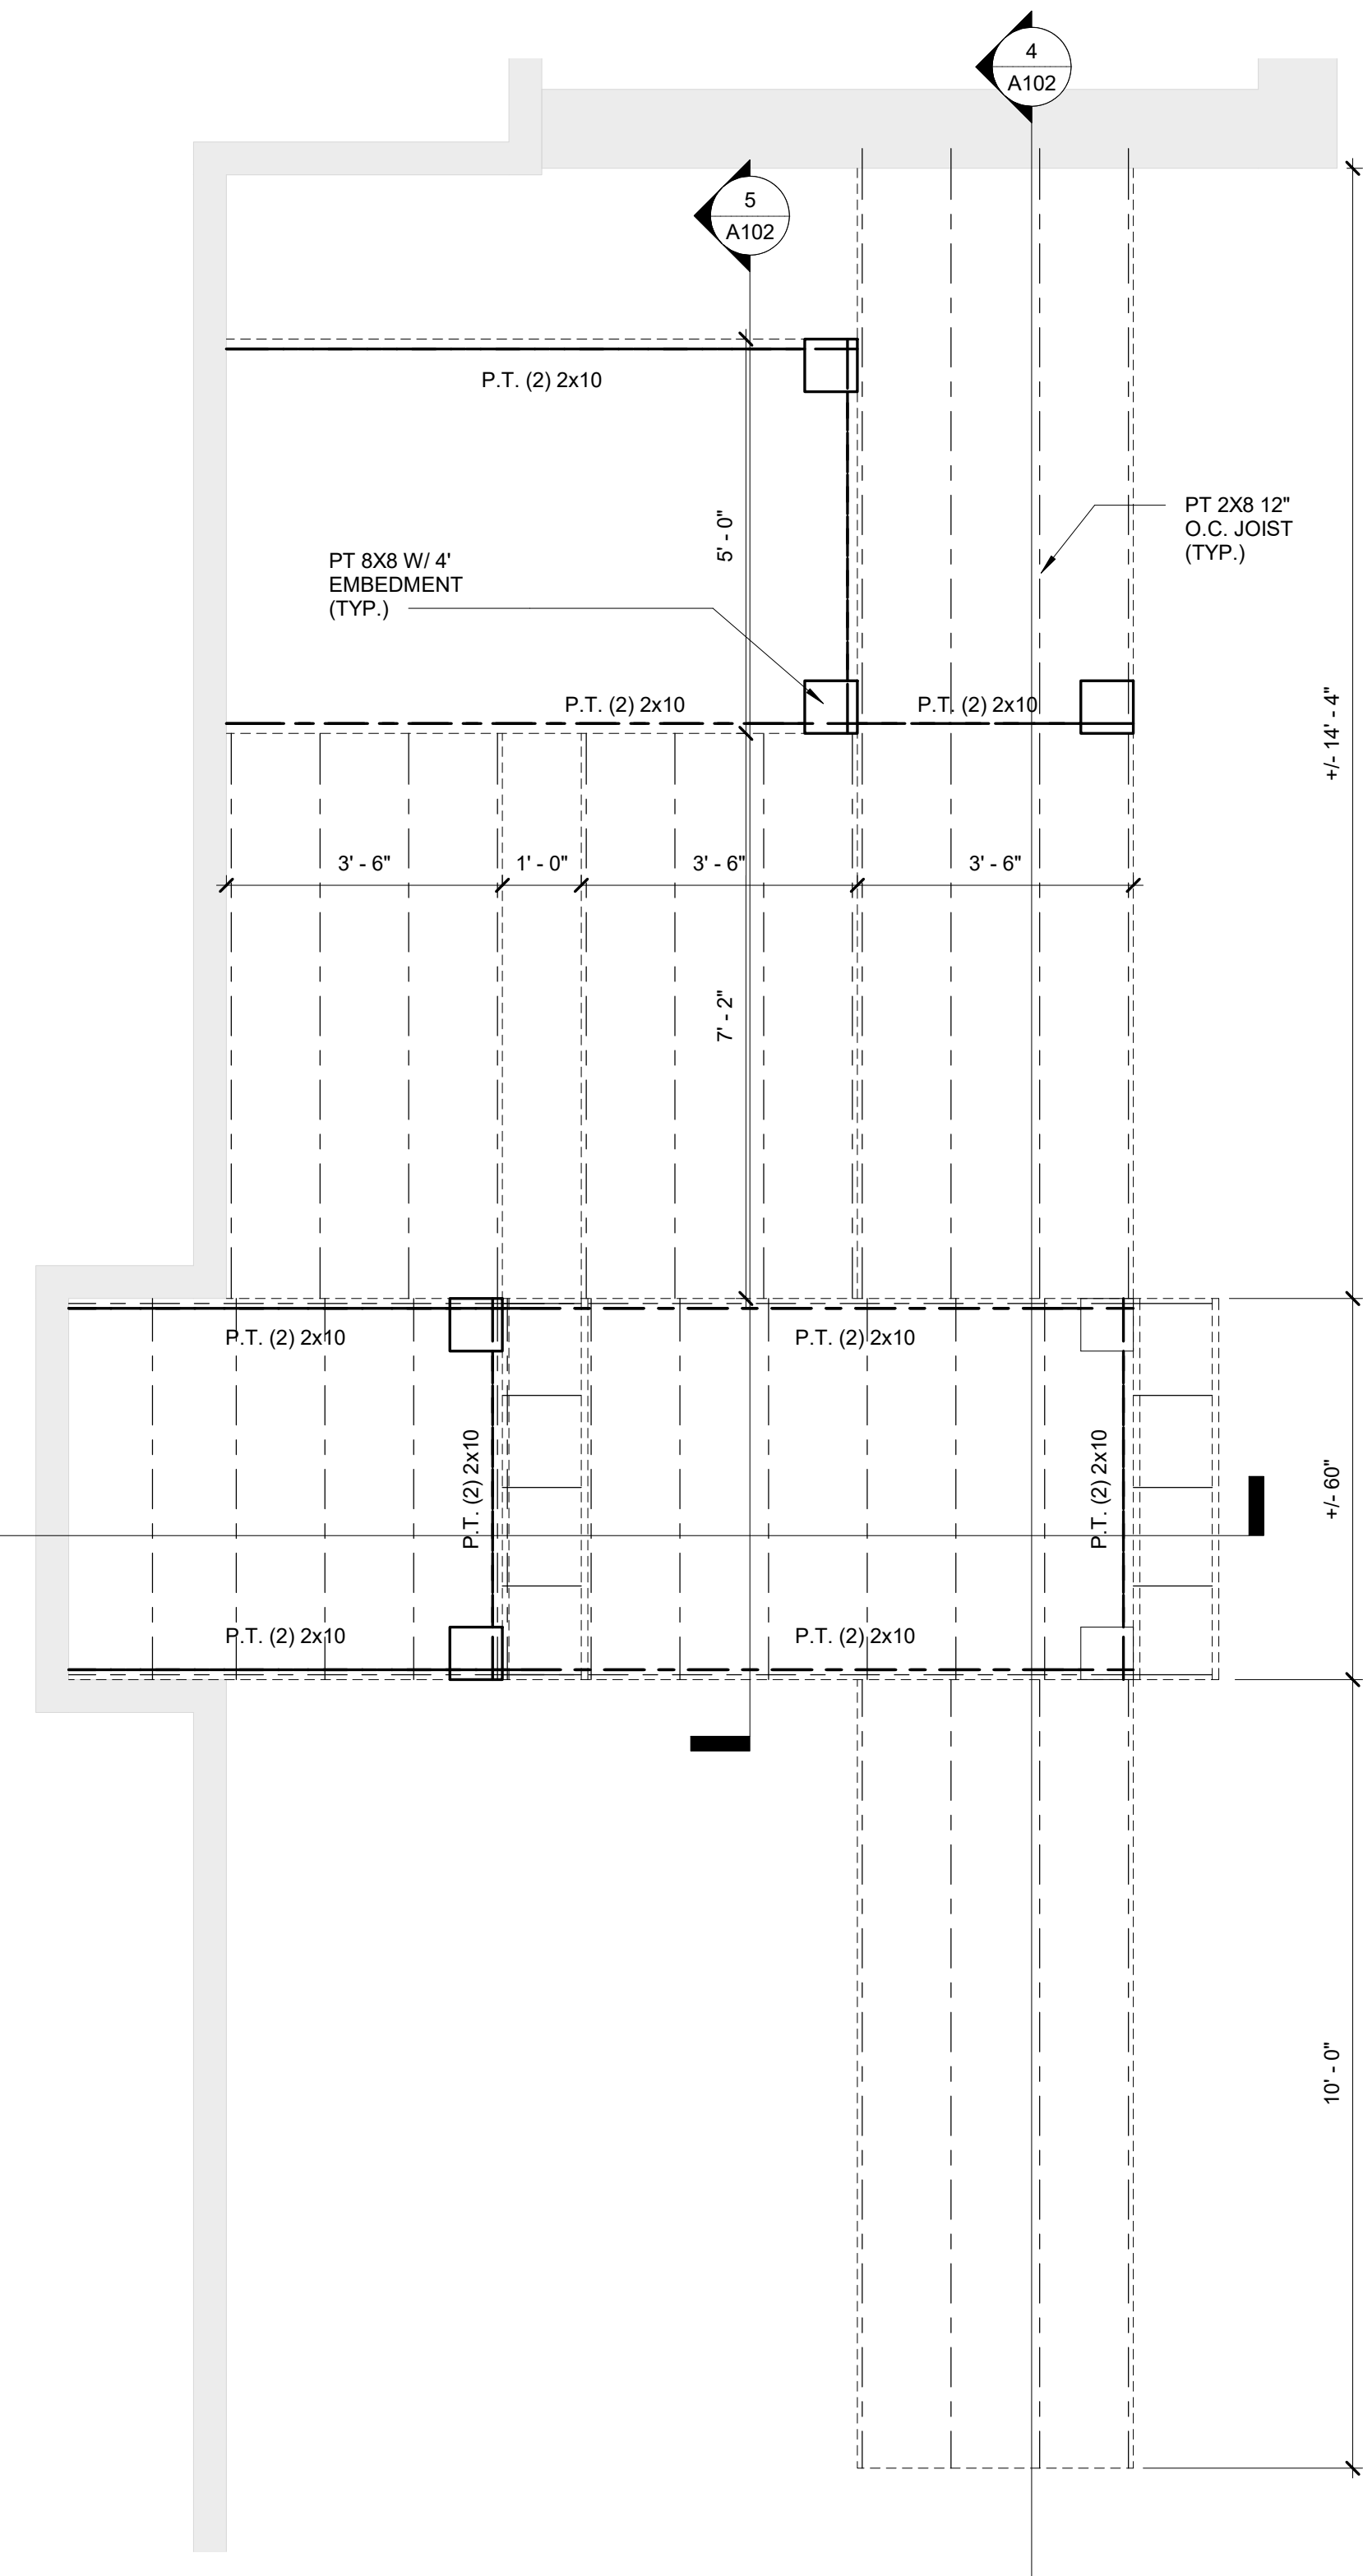 4
A102
5
A102
P.T. (2) 2x10
PT 2X8 12"
O.C. JOIST
(TYP.)
5' - 0"
PT 8X8 W/ 4'
EMBEDMENT
(TYP.)
P.T. (2) 2x10
P.T. (2) 2x10
+/- 14' - 4"
3' - 6"
1' - 0"
3' - 6"
3' - 6"
7' - 2"
P.T. (2) 2x10
P.T. (2) 2x10
P.T. (2) 2x10
P.T. (2) 2x10
+/- 60"
P.T. (2) 2x10
P.T. (2) 2x10
10' - 0"